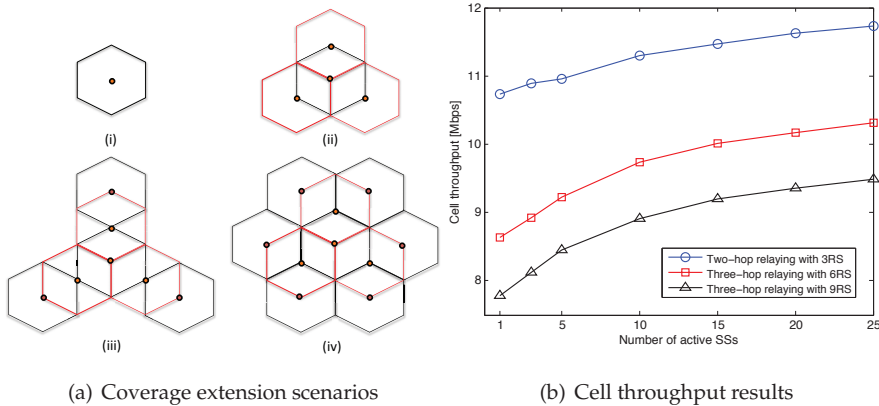 (i)
(ii)
(iii)
(iv)
(a) Coverage extension scenarios
12
11
10
9
8
Cell throughput [Mbps]
Two−hop relaying with 3RS
Three−hop relaying with 6RS
Three−hop relaying with 9RS
1 5 10 15 20 25
Number of active SSs
(b) Cell throughput results